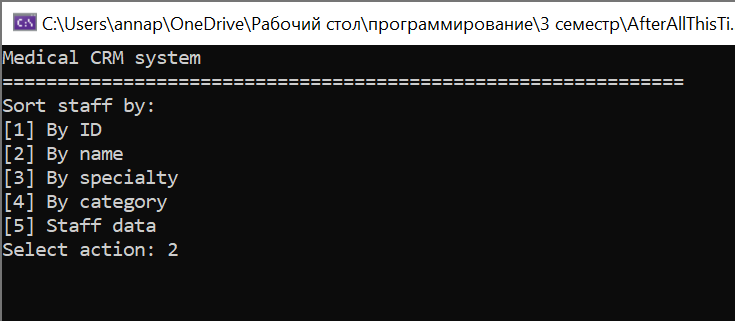 C:\Users\annap\OneDrive\Рабочий стол\программирование\3 семестр\AfterAllThisTi...
Medical CRM system
==============================================================
Sort staff by:
[1] By ID
[2] By name
[3] By specialty
[4] By category
[5] Staff data
Select action: 2